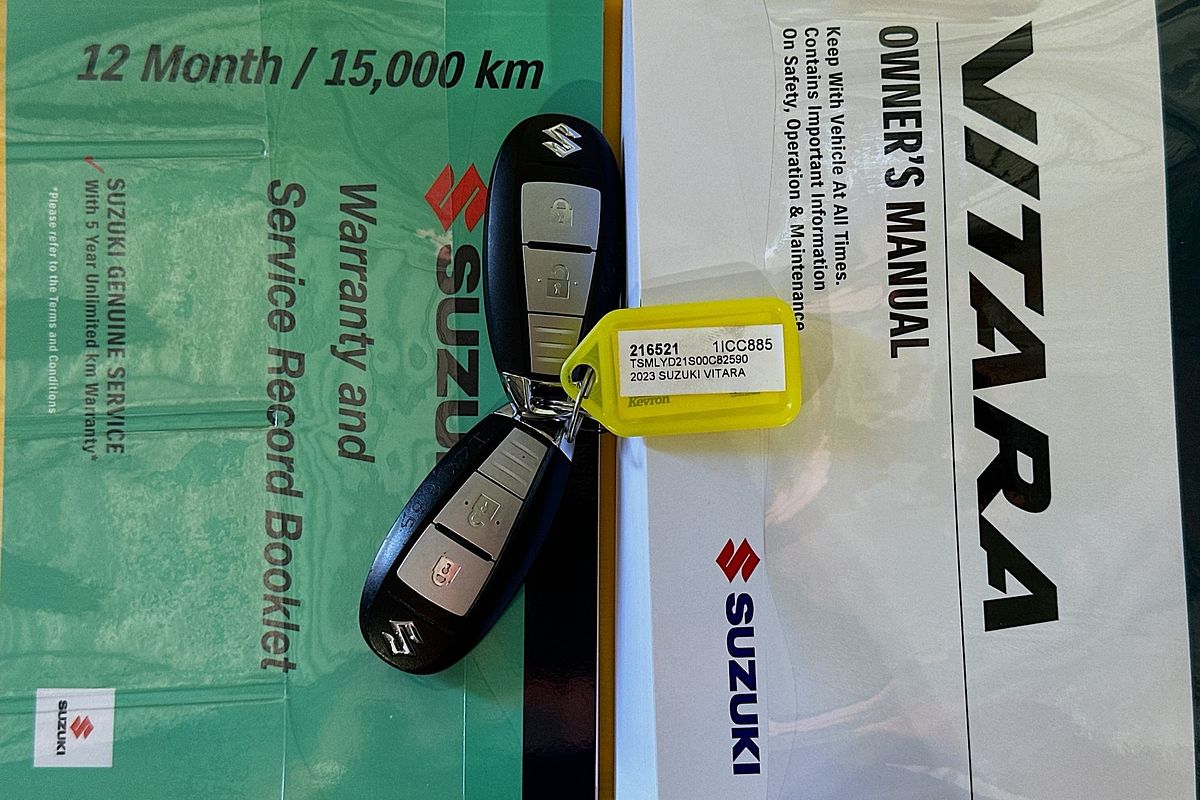 12 Month / 15,000 km
SUZU
Warranty and
Service Record Booklet
SUZUKI GENUINE SERVICE
With 5 Year Unlimited km Warranty*
*Please refer to the Terms and Conditions
SUZUKI
216521 1ICC885
TSMLYD21S00C82590
2023 SUZUKI VITARA
Kevron
VITARA
OWNER'S MANUAL
Keep With Vehicle At All Times.
Contains Important Information
On Safety, Operation & Maintenance
SUZUKI